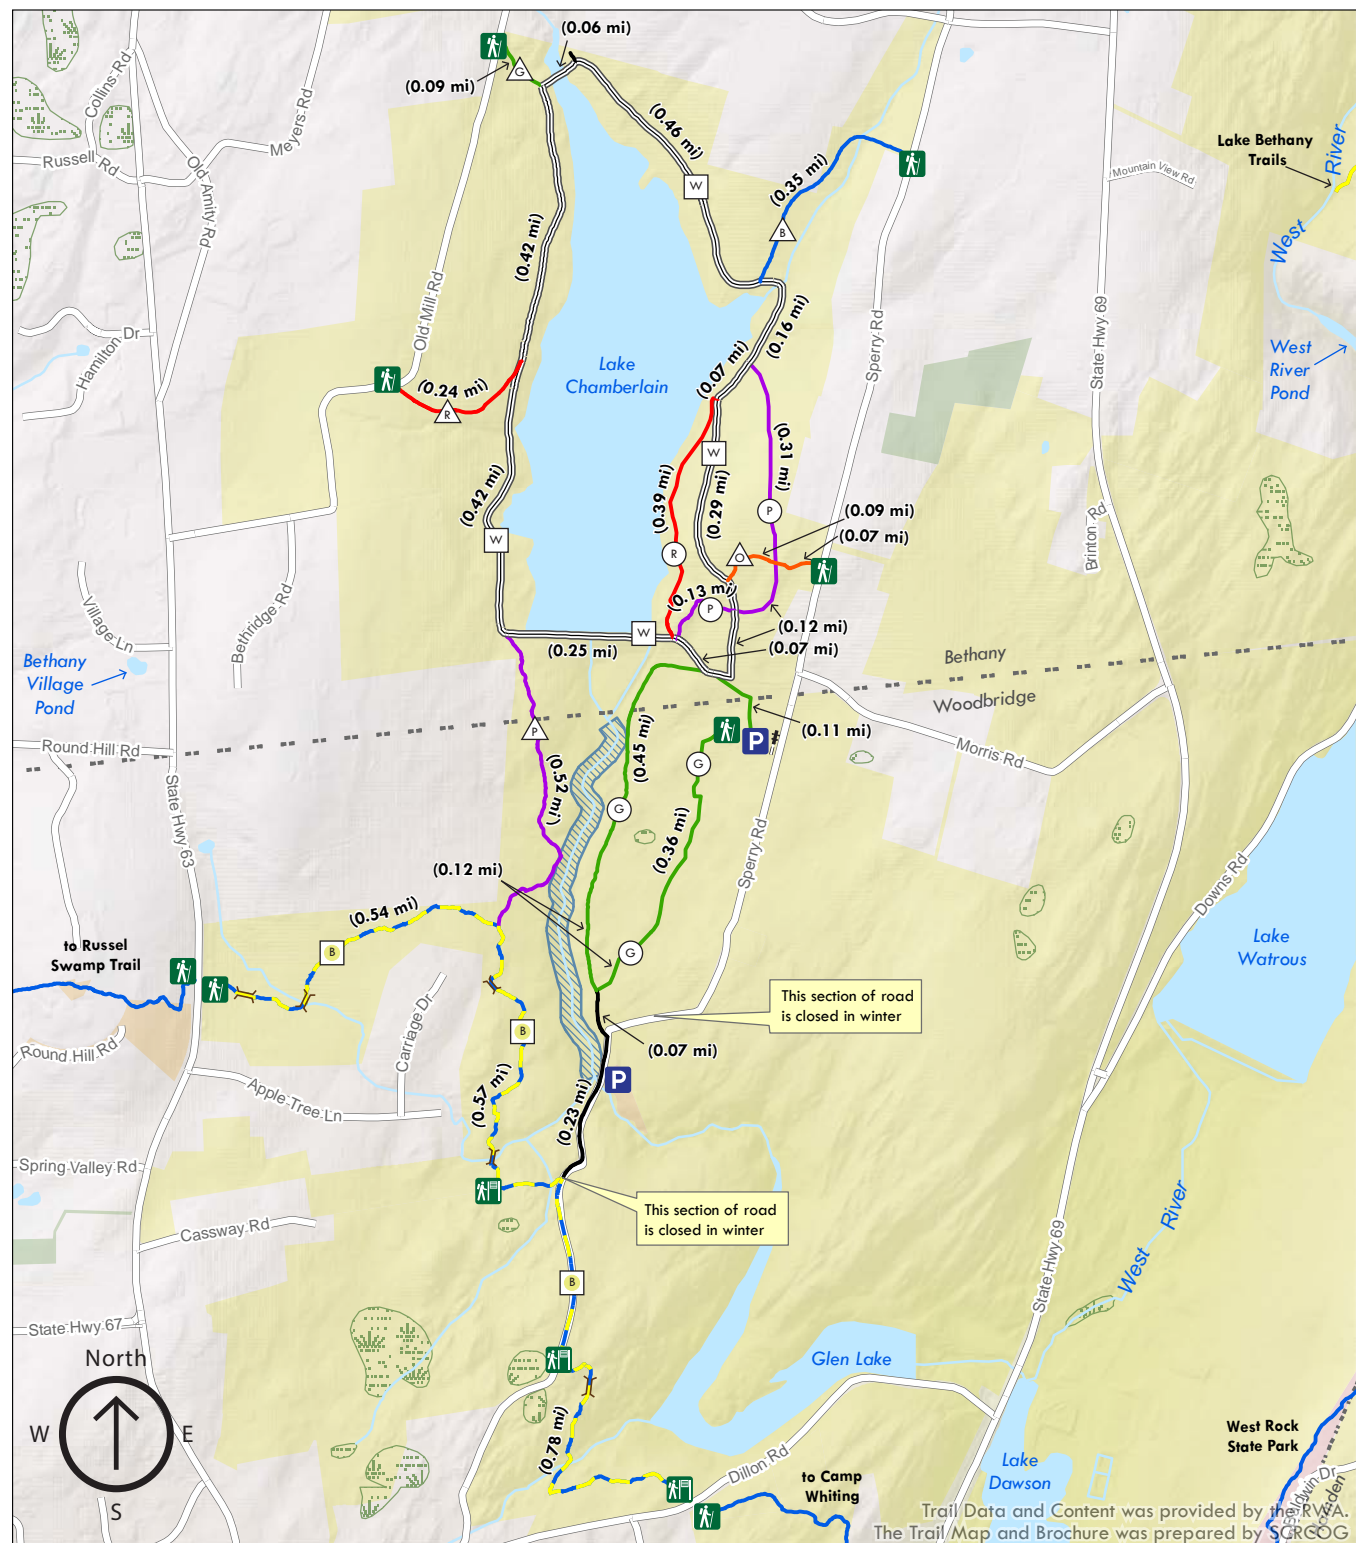 (0.06 mi)
(0.09 mi)
G
Collins Rd
Meyers Rd
Russell Rd
Old Amity Rd
(0.46 mi)
W
(0.35 mi)
B
Lake Bethany
Trails
Mountain View Rd
West
River
(0.42 mi)
Old Mill Rd
Hamilton Dr
(0.16 mi)
Sperry Rd
State Hwy 69
West
River
Pond
Lake
Chamberlain
(0.07 mi)
(0.24 mi)
R
W
(0.31 mi)
(0.42 mi)
(0.39 mi)
(0.29 mi)
P
(0.09 mi)
(0.07 mi)
Brinton Rd
W
R
O
(0.13 mi)
P
Village Ln
Bethridge Rd
W
(0.25 mi)
(0.12 mi)
(0.07 mi)
Bethany
Woodbridge
Bethany
Village
Pond
P
(0.11 mi)
P
Morris Rd
Round Hill Rd
(0.45 mi)
G
State Hwy 63
(0.52 mi)
G
(0.36 mi)
Sperry Rd
(0.12 mi)
Downs Rd
(0.54 mi)
B
G
to Russel
Swamp Trail
Lake
Watrous
This section of road
is closed in winter
Carriage Dr
B
Round Hill Rd
(0.07 mi)
P
Apple Tree Ln
(0.57 mi)
(0.23 mi)
Spring Valley Rd
Cassway Rd
This section of road
is closed in winter
West
River
State Hwy 69
B
State Hwy 67
North
W
E
S
Glen Lake
(0.78 mi)
Dillon Rd
to Camp
Whiting
Lake
Dawson
West Rock
State Park
Baldwin Dr
Hamden
Trail Data and Content was provided by the RWA.
The Trail Map and Brochure was prepared by SCRCOG